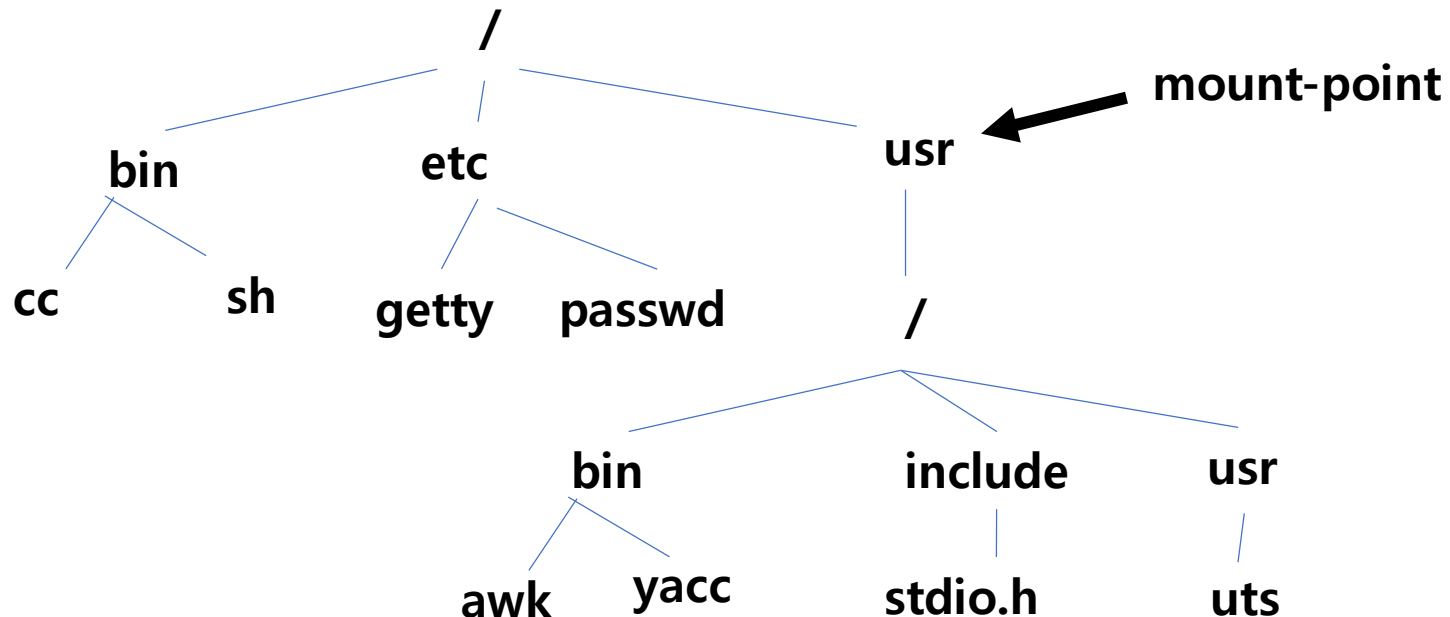 /
mount-point
bin
etc
usr
cc
sh
getty
passwd
/
bin
include
usr
awk
yacc
stdio.h
uts